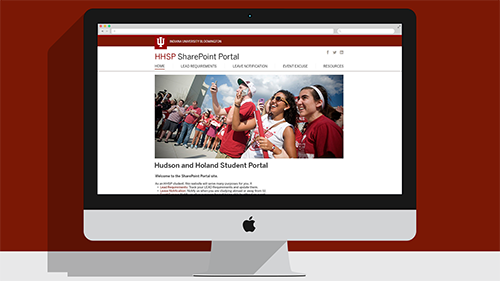 INDIANA UNIVERSITY BLOOMINGTON
HHSP SharePoint Portal
HOME LEAD REQUIREMENTS LEAVE NOTIFICATION EVENT EXCUSE RESOURCES
Hudson and Holand Student Portal
Welcome to the SharePoint Portal site
As an HHSP student, this website will serve many purposes for you. It
• Lead Requirements: Track your LEAD Requirements and update them
• Leave Notification: Notify us when you are studying abroad or away from IU